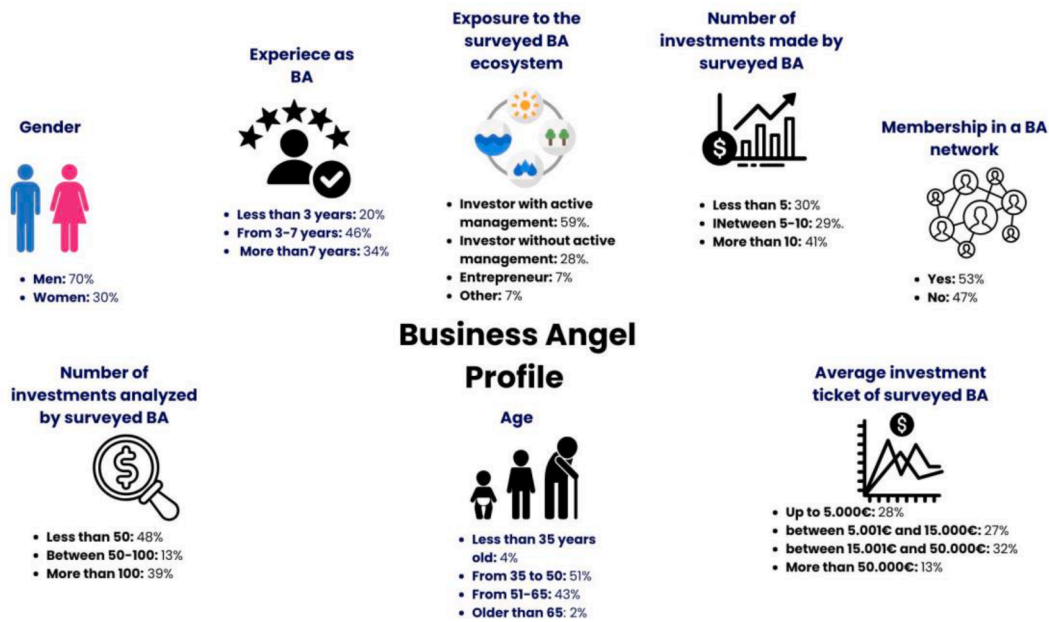 Gender
• Men: 70%
• Women: 30%
Experiece as
BA
• Less than 3 years: 20%
• From 3-7 years: 46%
• More than7 years: 34%
Exposure to the
surveyed BA
ecosystem
• Investor with active
management: 59%.
• Investor without active
management: 28%.
• Entrepreneur: 7%
• Other: 7%
Number of
investments made by
surveyed BA
$
• Less than 5: 30%
• INetween 5-10: 29%.
• More than 10: 41%
Membership in a BA
network
• Yes: 53%
• No: 47%
Business Angel
Profile
Number of
investments analyzed
by surveyed BA
$
• Less than 50: 48%
• Between 50-100: 13%
• More than 100: 39%
Age
• Less than 35 years
old: 4%
• From 35 to 50: 51%
• From 51-65: 43%
• Older than 65: 2%
Average investment
ticket of surveyed BA
$
• Up to 5.000€: 28%
• between 5.001€ and 15.000€: 27%
• between 15.001€ and 50.000€: 32%
• More than 50.000€: 13%